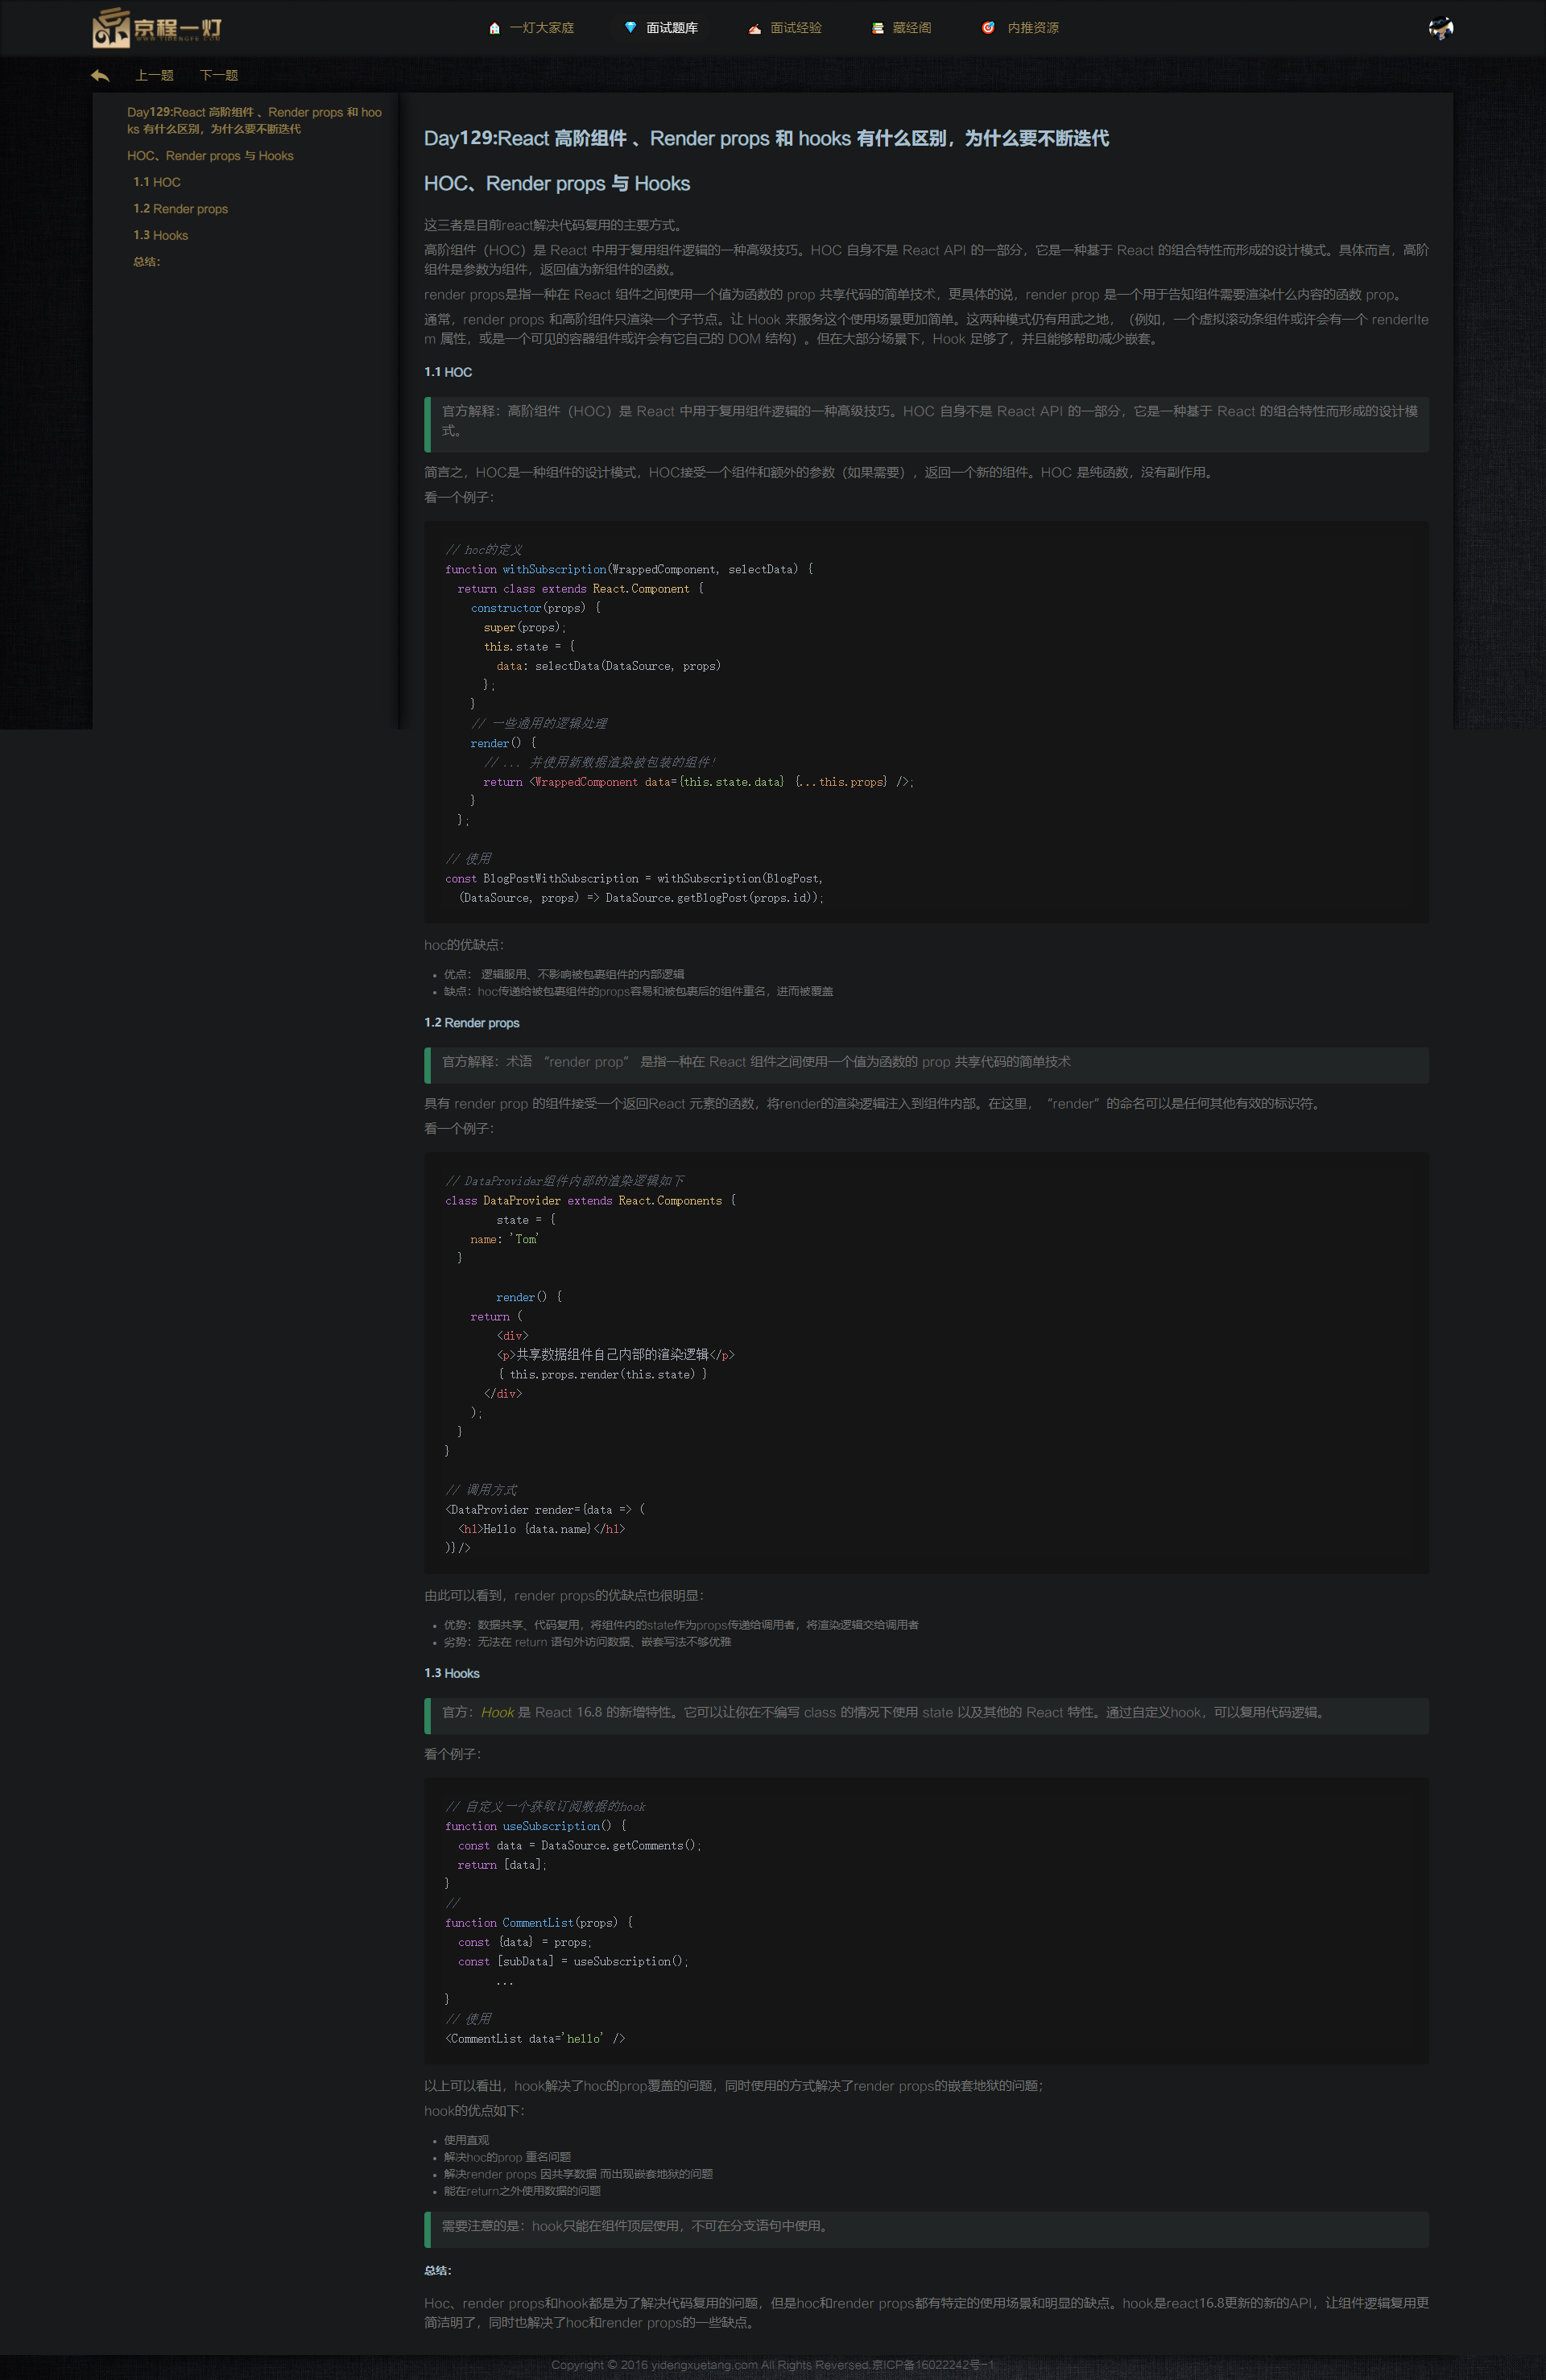 京程一灯
WWW.YIDENGFE.COM
一灯大家庭
面试题库
面试经验
藏经阁
内推资源
上一题
下一题
Day129:React 高阶组件 、Render props 和 hoo
ks 有什么区别，为什么要不断迭代
HOC、Render props 与 Hooks
1.1 HOC
1.2 Render props
1.3 Hooks
总结：
Day129:React 高阶组件 、Render props 和 hooks 有什么区别，为什么要不断迭代
HOC、Render props 与 Hooks
这三者是目前react解决代码复用的主要方式。
高阶组件（HOC）是 React 中用于复用组件逻辑的一种高级技巧。HOC 自身不是 React API 的一部分，它是一种基于 React 的组合特性而形成的设计模式。具体而言，高阶
组件是参数为组件，返回值为新组件的函数。
render props是指一种在 React 组件之间使用一个值为函数的 prop 共享代码的简单技术，更具体的说，render prop 是一个用于告知组件需要渲染什么内容的函数 prop。
通常，render props 和高阶组件只渲染一个子节点。让 Hook 来服务这个使用场景更加简单。这两种模式仍有用武之地，（例如，一个虚拟滚动条组件或许会有一个 renderIte
m 属性，或是一个可见的容器组件或许会有它自己的 DOM 结构）。但在大部分场景下，Hook 足够了，并且能够帮助减少嵌套。
1.1 HOC
官方解释：高阶组件（HOC）是 React 中用于复用组件逻辑的一种高级技巧。HOC 自身不是 React API 的一部分，它是一种基于 React 的组合特性而形成的设计模
式。
简言之，HOC是一种组件的设计模式，HOC接受一个组件和额外的参数（如果需要），返回一个新的组件。HOC 是纯函数，没有副作用。
看一个例子：
// hoc的定义
function withSubscription(WrappedComponent, selectData) {
  return class extends React.Component {
    constructor(props) {
      super(props);
      this.state = {
        data: selectData(DataSource, props)
      };
    }
    // 一些通用的逻辑处理
    render() {
      // ... 并使用新数据渲染被包装的组件!
      return <WrappedComponent data={this.state.data} {...this.props} />;
    }
  };
// 使用
const BlogPostWithSubscription = withSubscription(BlogPost,
  (DataSource, props) => DataSource.getBlogPost(props.id));
hoc的优缺点：
• 优点： 逻辑服用、不影响被包裹组件的内部逻辑
• 缺点：hoc传递给被包裹组件的props容易和被包裹后的组件重名，进而被覆盖
1.2 Render props
官方解释：术语 “render prop” 是指一种在 React 组件之间使用一个值为函数的 prop 共享代码的简单技术
具有 render prop 的组件接受一个返回React 元素的函数，将render的渲染逻辑注入到组件内部。在这里，“render”的命名可以是任何其他有效的标识符。
看一个例子：
// DataProvider组件内部的渲染逻辑如下
class DataProvider extends React.Components {
        state = {
    name: 'Tom'
  }
        render() {
    return (
        <div>
        <p>共享数据组件自己内部的渲染逻辑</p>
        { this.props.render(this.state) }
      </div>
    );
  }
}
// 调用方式
<DataProvider render={data => (
  <h1>Hello {data.name}</h1>
)}/>
由此可以看到，render props的优缺点也很明显：
• 优势：数据共享、代码复用，将组件内的state作为props传递给调用者，将渲染逻辑交给调用者
• 劣势：无法在 return 语句外访问数据、嵌套写法不够优雅
1.3 Hooks
官方：Hook 是 React 16.8 的新增特性。它可以让你在不编写 class 的情况下使用 state 以及其他的 React 特性。通过自定义hook，可以复用代码逻辑。
看个例子：
// 自定义一个获取订阅数据的hook
function useSubscription() {
  const data = DataSource.getComments();
  return [data];
}
//
function CommentList(props) {
  const {data} = props;
  const [subData] = useSubscription();
        ...
}
// 使用
<CommentList data='hello' />
以上可以看出，hook解决了hoc的prop覆盖的问题，同时使用的方式解决了render props的嵌套地狱的问题；
hook的优点如下：
• 使用直观
• 解决hoc的prop 重名问题
• 解决render props 因共享数据 而出现嵌套地狱的问题
• 能在return之外使用数据的问题
需要注意的是：hook只能在组件顶层使用，不可在分支语句中使用。
总结：
Hoc、render props和hook都是为了解决代码复用的问题，但是hoc和render props都有特定的使用场景和明显的缺点。hook是react16.8更新的新的API，让组件逻辑复用更
简洁明了，同时也解决了hoc和render props的一些缺点。
Copyright © 2016 yidengxuetang.com All Rights Reversed.京ICP备16022242号-1